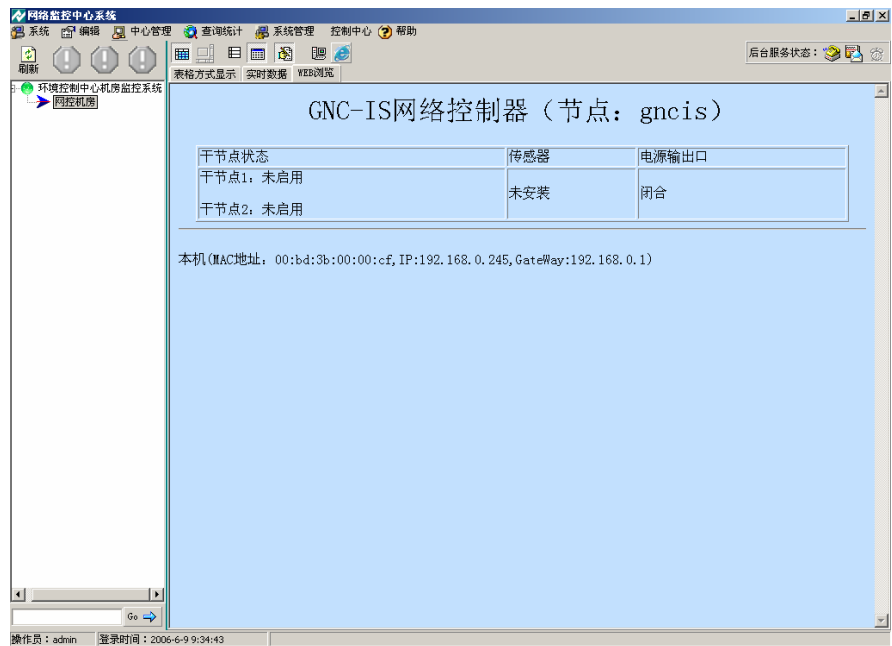 网络监控中心系统
系统 编辑 中心管理 查询统计 系统管理 控制中心 帮助
刷新
后台服务状态：
表格方式显示 实时数据 WEB浏览
环境控制中心机房监控系统
网控机房
GNC-IS网络控制器（节点：gncis）
干节点状态 传感器 电源输出口
干节点1：未启用
未安装 闭合
干节点2：未启用
本机(MAC地址：00:bd:3b:00:00:cf,IP:192.168.0.245,GateWay:192.168.0.1)
Go
操作员：admin 登录时间：2006-6-9 9:34:43